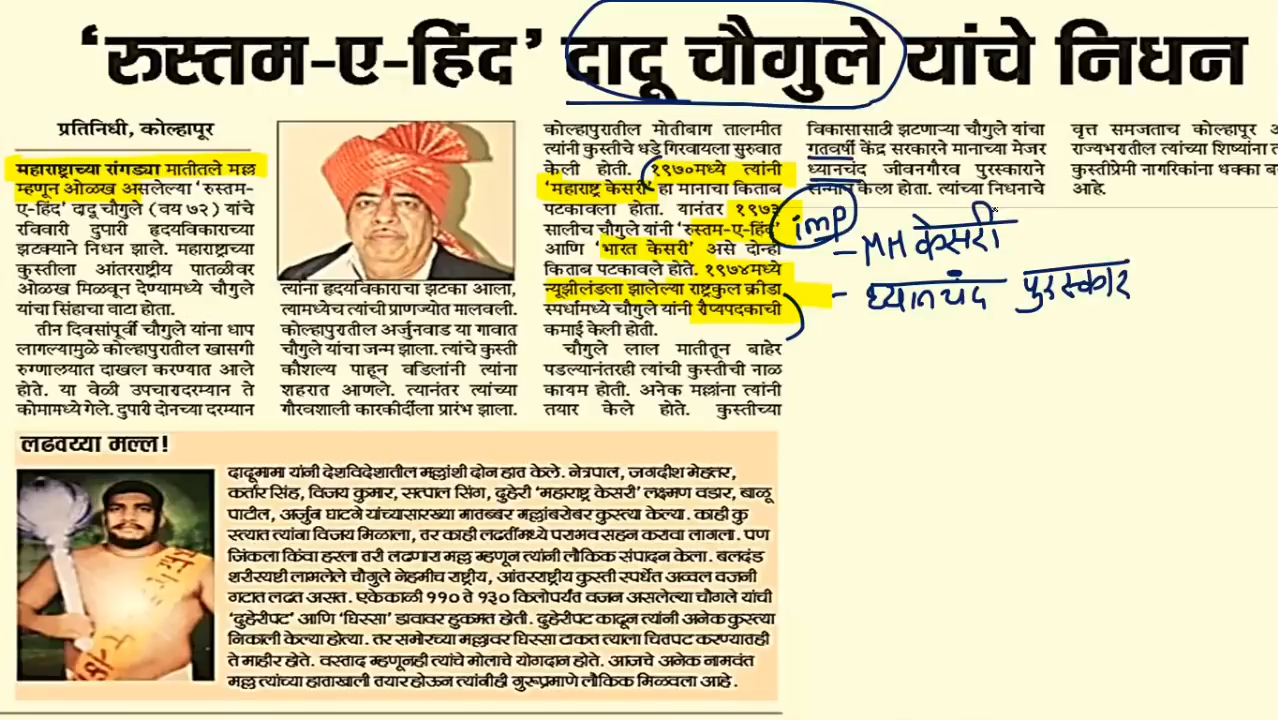 ‘रुस्तम-ए-हिंद’ दादू चौगुले यांचे निधन
प्रतिनिधी, कोल्हापूर
महाराष्ट्राच्या रांगड्या मातीतले मल्ल
म्हणून ओळख असलेल्या ‘रुस्तम-
ए-हिंद’ दादू चौगुले (वय ७२) यांचे
रविवारी दुपारी हृदयविकाराच्या
झटक्याने निधन झाले. महाराष्ट्राच्या
कुस्तीला आंतरराष्ट्रीय पातळीवर
ओळख मिळवून देण्यामध्ये चौगुले
यांचा सिंहाचा वाटा होता.
तीन दिवसांपूर्वी चौगुले यांना धाप
लागल्यामुळे कोल्हापुरातील खासगी
रुग्णालयात दाखल करण्यात आले
होते. या वेळी उपचारादरम्यान ते
कोमामध्ये गेले. दुपारी दोनच्या दरम्यान
त्यांना हृदयविकाराचा झटका आला,
त्यामध्येच त्यांची प्राणज्योत मालवली.
कोल्हापुरातील अर्जुनवाड या गावात
चौगुले यांचा जन्म झाला. त्यांचे कुस्ती
कौशल्य पाहून वडिलांनी त्यांना
शहरात आणले. त्यानंतर त्यांच्या
गौरवशाली कारकीर्दीला प्रारंभ झाला.
कोल्हापुरातील मोतीबाग तालमीत
त्यांनी कुस्तीचे धडे गिरवायला सुरुवात
केली होती. १९७०मध्ये त्यांनी
‘महाराष्ट्र केसरी’ हा मानाचा किताब
पटकावला होता. यानंतर १९७३
सालीच चौगुले यांनी ‘रुस्तम-ए-हिंद’
आणि ‘भारत केसरी’ असे दोन्ही
किताब पटकावले होते. १९७४मध्ये
न्यूझीलंडला झालेल्या राष्ट्रकुल क्रीडा
स्पर्धामध्ये चौगुले यांनी रौप्यपदकाची
कमाई केली होती.
चौगुले लाल मातीतून बाहेर
पडल्यानंतरही त्यांची कुस्तीची नाळ
कायम होती. अनेक मल्लांना त्यांनी
तयार केले होते. कुस्तीच्या
विकासासाठी झटणाऱ्या चौगुले यांचा
गतवर्षी केंद्र सरकारने मानाच्या मेजर
ध्यानचंद जीवनगौरव पुरस्काराने
सन्मान केला होता. त्यांच्या निधनाचे
वृत्त समजताच कोल्हापूर
राज्यभरातील त्यांच्या शिष्यांना
कुस्तीप्रेमी नागरिकांना धक्का
आहे.
imp
- MH केसरी
- ध्यानचंद पुरस्कार
लढवय्या मल्ल!
दादूमामा यांनी देशविदेशातील मल्लांशी दोन हात केले. नेत्रपाल, जगदीश मेहतर,
कर्तार सिंह, विजय कुमार, सत्पाल सिंग, दुहेरी ‘महाराष्ट्र केसरी’ लक्ष्मण वडार, बाळू
पाटील, अर्जुन घाटगे यांच्यासारख्या मातब्बर मल्लांबरोबर कुस्त्या केल्या. काही कु
स्त्यात त्यांना विजय मिळाला, तर काही लढतींमध्ये पराभव सहन करावा लागला. पण
जिंकला किंवा हरला तरी लढणारा मल्ल म्हणून त्यांनी लौकिक संपादन केला. बलदंड
शरीरयष्टी लाभलेले चौगुले नेहमीच राष्ट्रीय, आंतरराष्ट्रीय कुस्ती स्पर्धेत अव्वल वजनी
गटात लढत असत. एकेकाळी ११० ते १३० किलोपर्यंत वजन असलेल्या चौगले यांची
‘दुहेरीपट’ आणि ‘घिस्सा’ डावावर हुकमत होती. दुहेरीपट काढून त्यांनी अनेक कुस्त्या
निकाली केल्या होत्या. तर समोरच्या मल्लावर घिस्सा टाकत त्याला चितपट करण्यातही
ते माहीर होते. वस्ताद म्हणूनही त्यांचे मोलाचे योगदान होते. आजचे अनेक नामवंत
मल्ल त्यांच्या हाताखाली तयार होऊन त्यांनीही गुरूप्रमाणे लौकिक मिळवला आहे.